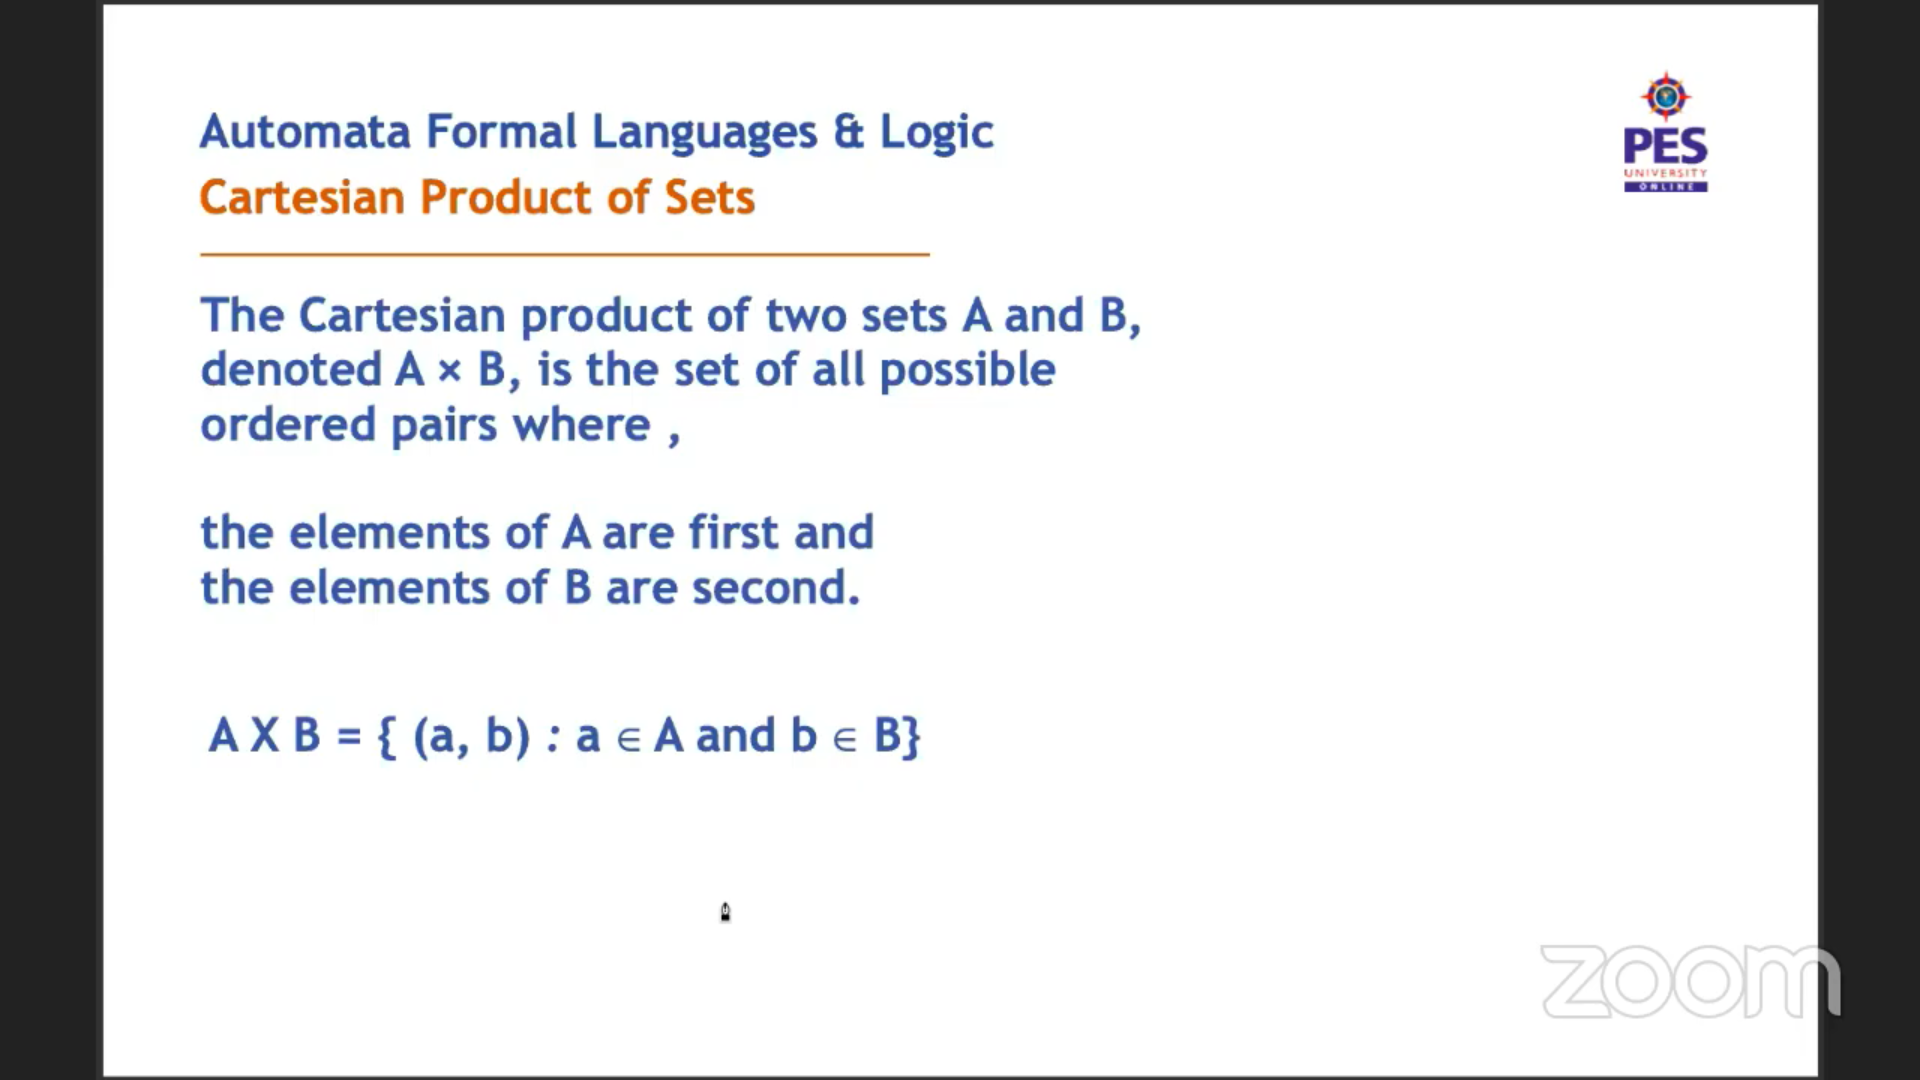 Automata Formal Languages & Logic
Cartesian Product of Sets
PES
UNIVERSITY
ONLINE
The Cartesian product of two sets A and B,
denoted A × B, is the set of all possible
ordered pairs where ,
the elements of A are first and
the elements of B are second.
A X B = { (a, b) : a ∈ A and b ∈ B}
zoom